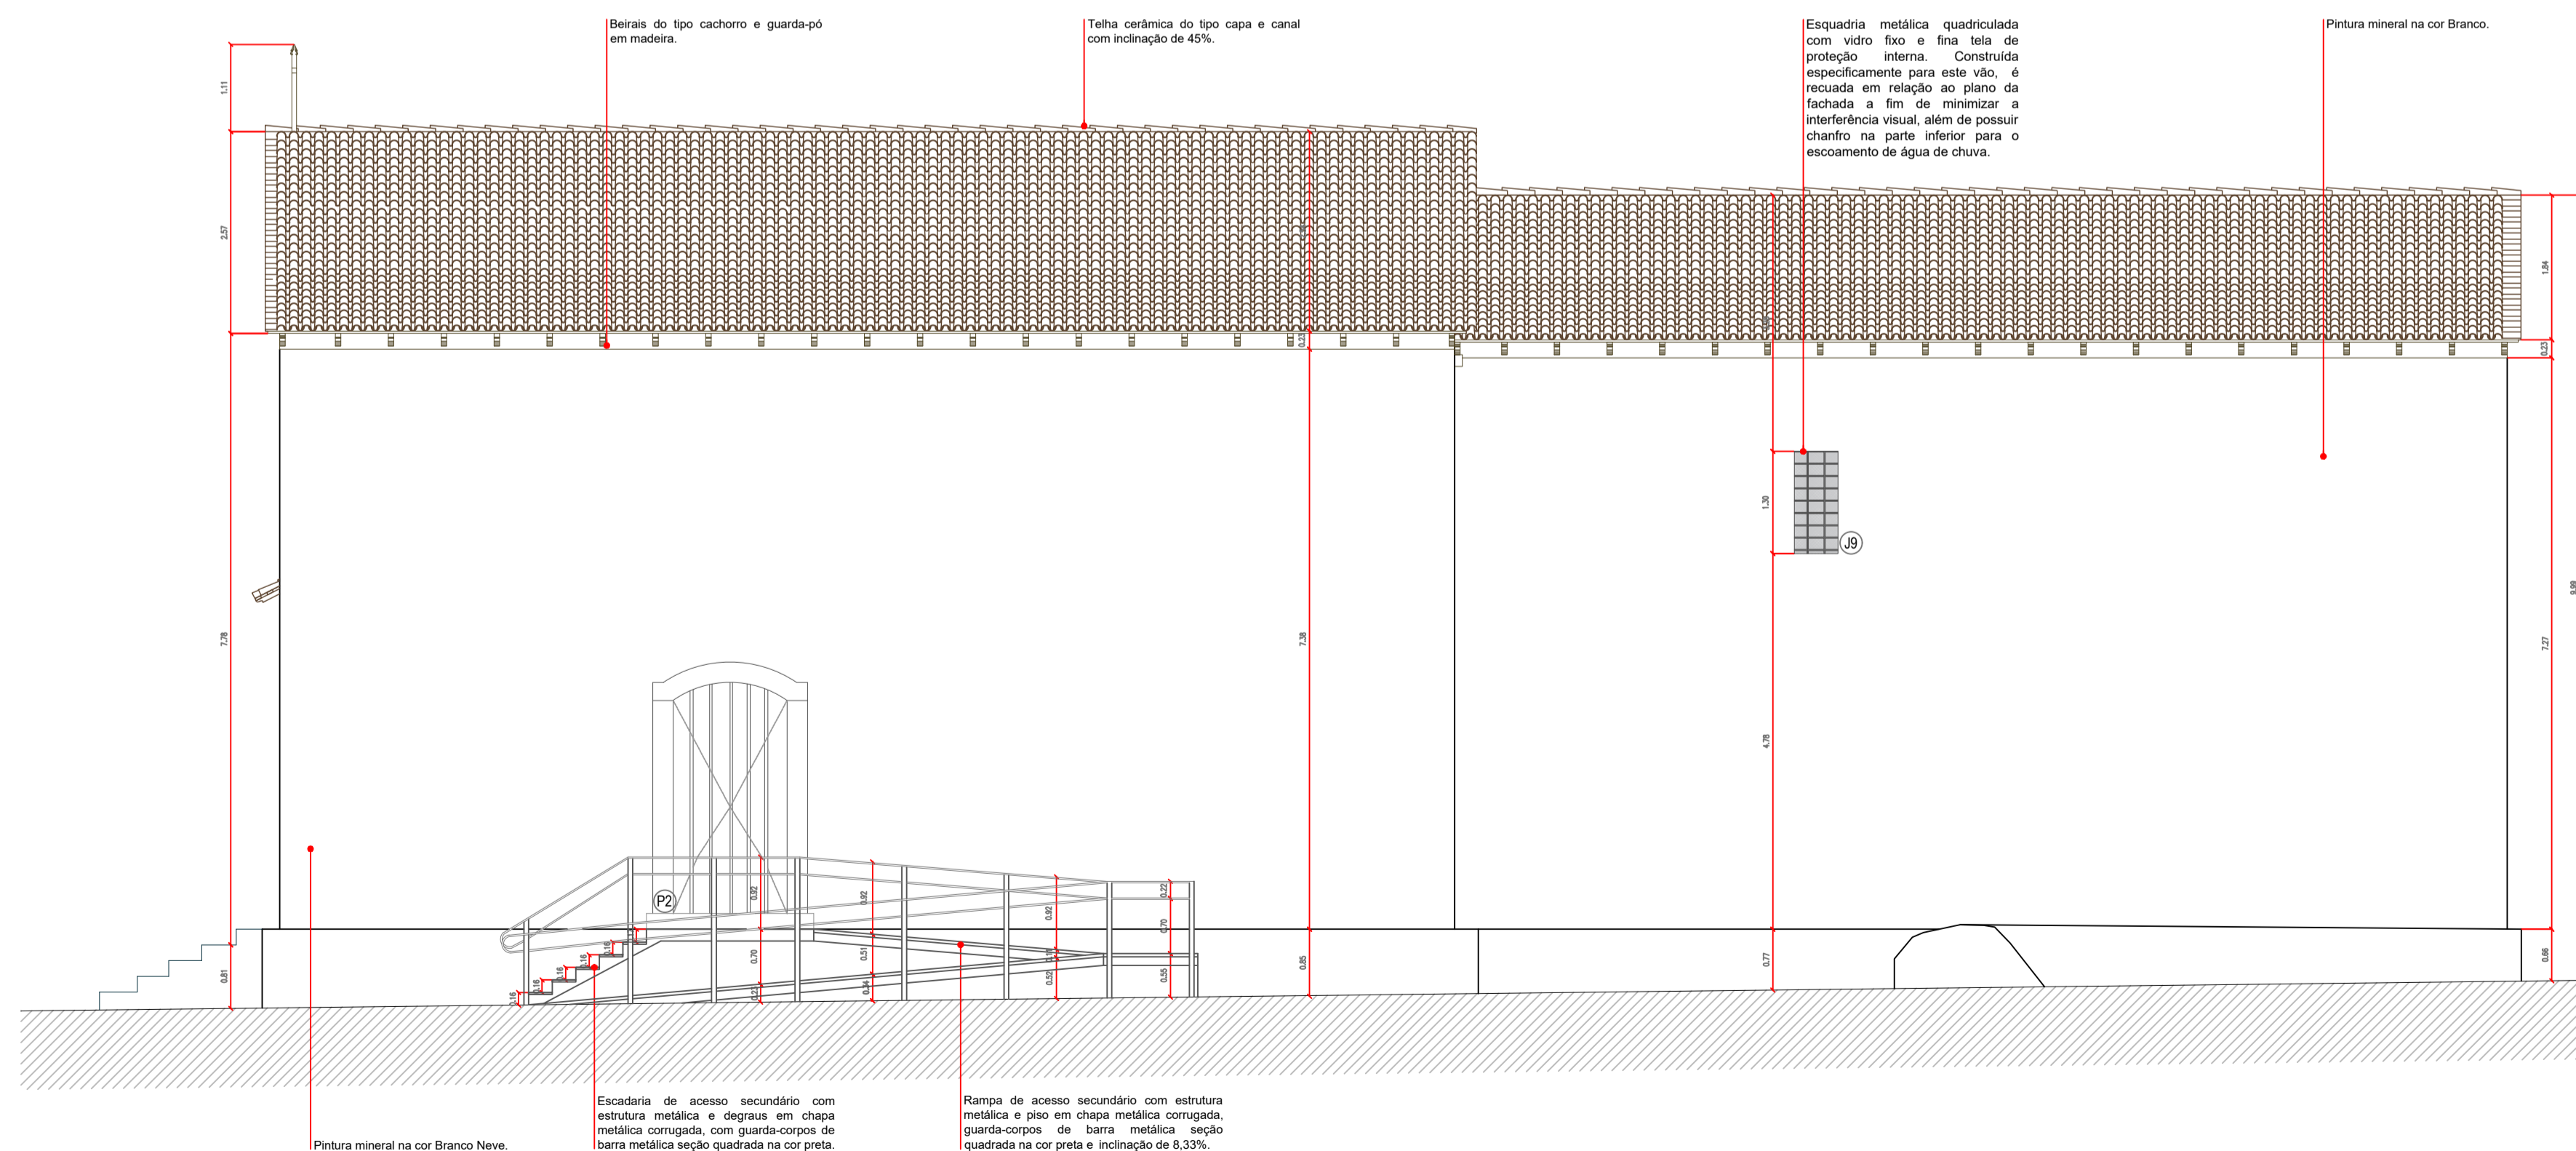 Beirais do tipo cachorro e guarda-pó
em madeira.
Telha cerâmica do tipo capa e canal
com inclinação de 45%.
Esquadria metálica quadriculada
com vidro fixo e fina tela de
proteção interna. Construída
especificamente para este vão, é
recuada em relação ao plano da
fachada a fim de minimizar a
interferência visual, além de possuir
chanfro na parte inferior para o
escoamento de água de chuva.
Pintura mineral na cor Branco.
1.11
2.57
7.78
0.81
0.23
7.38
0.85
1.30
4.78
0.77
J9
1.84
0.23
7.27
0.66
9.99
P2
0.16
0.16
0.16
0.16
0.16
0.92
0.70
0.92
0.51
0.34
0.92
0.52
0.22
0.70
0.55
Pintura mineral na cor Branco Neve.
Escadaria de acesso secundário com
estrutura metálica e degraus em chapa
metálica corrugada, com guarda-corpos de
barra metálica seção quadrada na cor preta.
Rampa de acesso secundário com estrutura
metálica e piso em chapa metálica corrugada,
guarda-corpos de barra metálica seção
quadrada na cor preta e inclinação de 8,33%.